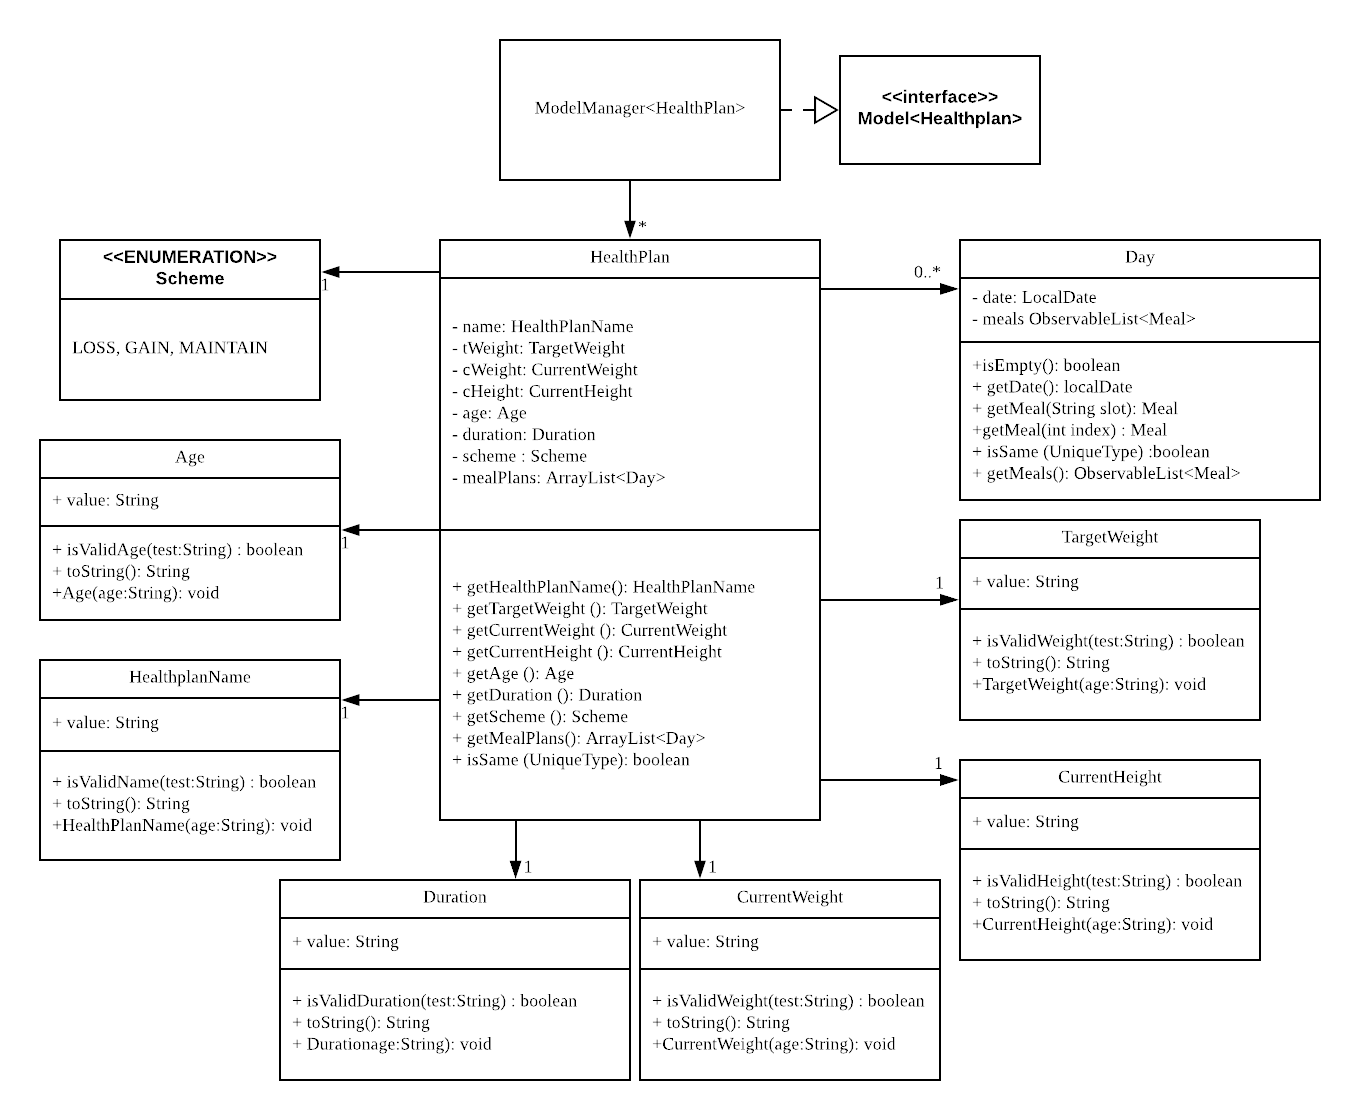 ModelManager<HealthPlan>
<<interface>>
Model<Healthplan>
*
<<ENUMERATION>>
Scheme
LOSS, GAIN, MAINTAIN
1
HealthPlan
- name: HealthPlanName
- tWeight: TargetWeight
- cWeight: CurrentWeight
- cHeight: CurrentHeight
- age: Age
- duration: Duration
- scheme : Scheme
- mealPlans: ArrayList<Day>
+ getHealthPlanName(): HealthPlanName
+ getTargetWeight (): TargetWeight
+ getCurrentWeight (): CurrentWeight
+ getCurrentHeight (): CurrentHeight
+ getAge (): Age
+ getDuration (): Duration
+ getScheme (): Scheme
+ getMealPlans(): ArrayList<Day>
+ isSame (UniqueType): boolean
0..*
Day
- date: LocalDate
- meals ObservableList<Meal>
+isEmpty(): boolean
+ getDate(): localDate
+ getMeal(String slot): Meal
+getMeal(int index) : Meal
+ isSame (UniqueType) :boolean
+ getMeals(): ObservableList<Meal>
Age
+ value: String
+ isValidAge(test:String) : boolean
+ toString(): String
+Age(age:String): void
1
1
TargetWeight
+ value: String
+ isValidWeight(test:String) : boolean
+ toString(): String
+TargetWeight(age:String): void
HealthplanName
+ value: String
+ isValidName(test:String) : boolean
+ toString(): String
+HealthPlanName(age:String): void
1
1
CurrentHeight
+ value: String
+ isValidHeight(test:String) : boolean
+ toString(): String
+CurrentHeight(age:String): void
1
Duration
+ value: String
+ isValidDuration(test:String) : boolean
+ toString(): String
+ Durationage:String): void
1
CurrentWeight
+ value: String
+ isValidWeight(test:String) : boolean
+ toString(): String
+CurrentWeight(age:String): void